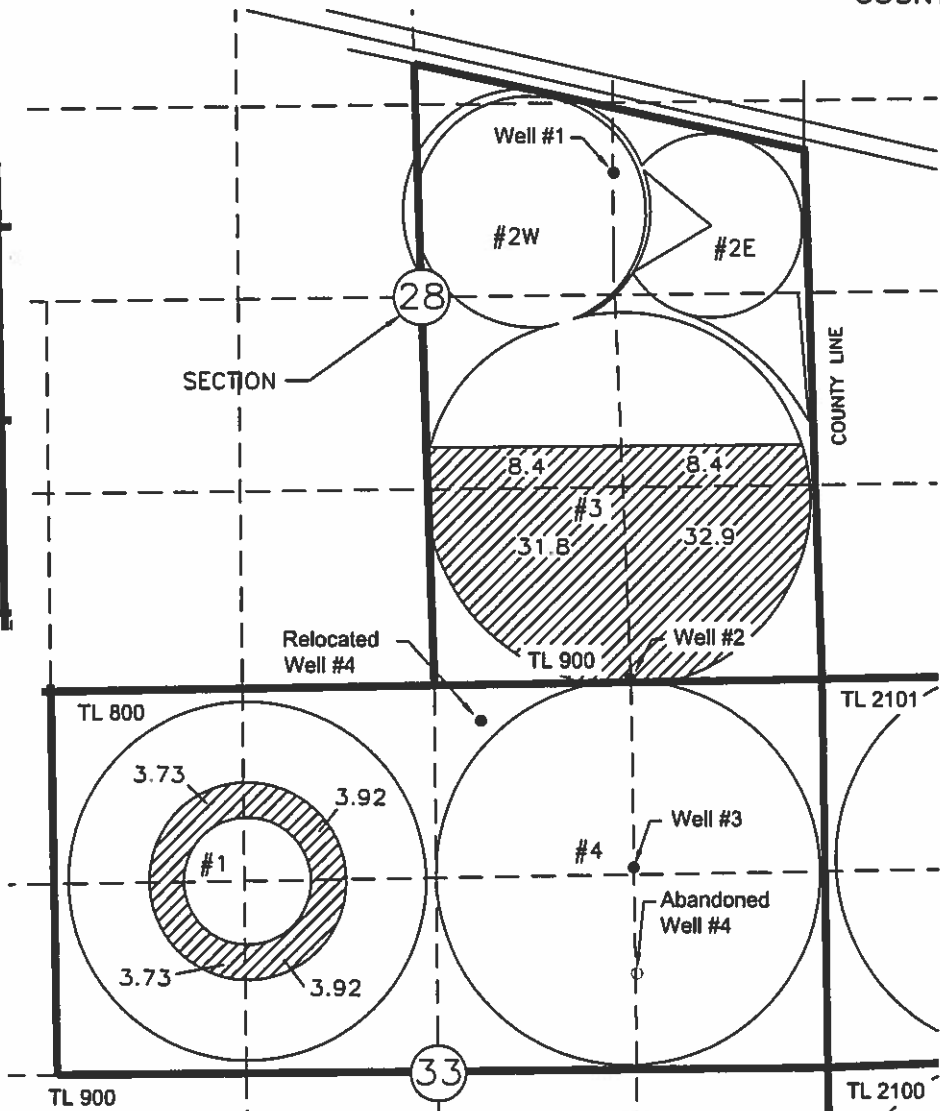 Well #1
#2W
#2E
28
SECTION
COUNTY LINE
8.4
8.4
#3
31.8
32.9
Relocated
Well #4
TL 900
Well #2
TL 800
TL 2101
3.73
3.92
Well #3
#1
#4
Abandoned
Well #4
3.73
3.92
33
TL 900
TL 2100